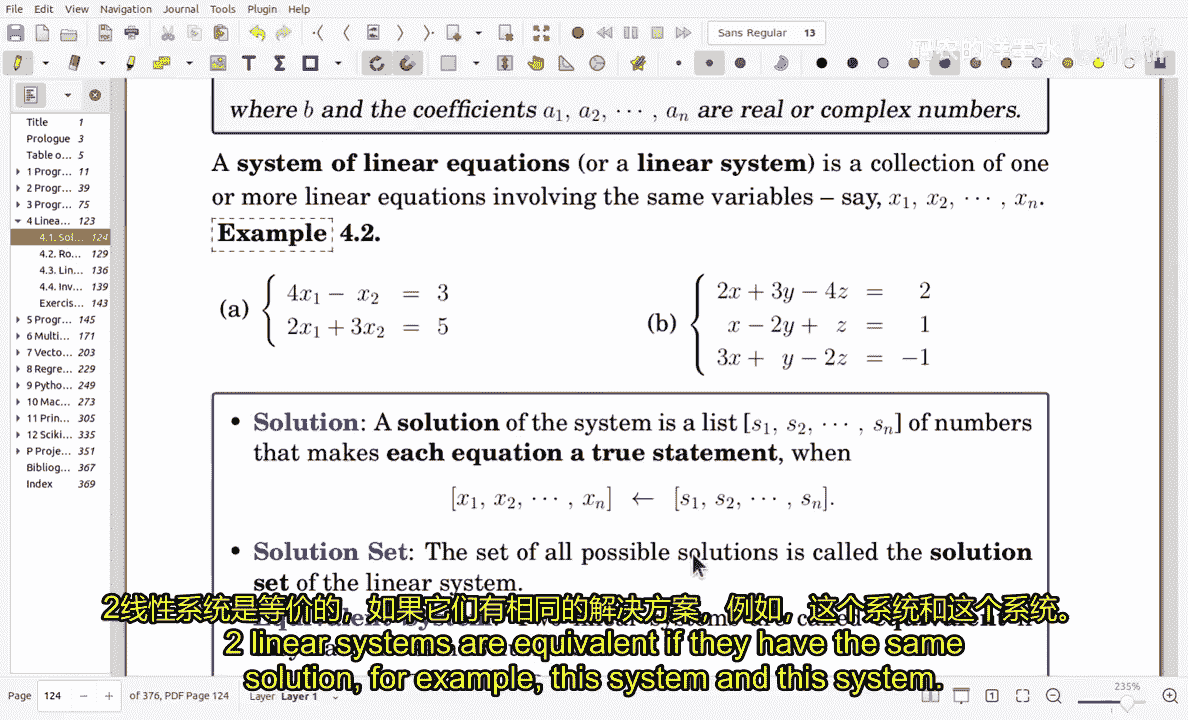 File Edit View Navigation Journal Tools Plugin Help
Sans Regular 13
Title 1
Prologue 3
Table o... 5
1 Progr... 11
2 Progr... 39
3 Progr... 75
4 Linea... 123
4.1. Sol... 124
4.2. Ro... 129
4.3. Lin... 136
4.4. Inv... 139
Exercis... 143
5 Progr... 145
6 Multi... 171
7 Vecto... 203
8 Regre... 229
9 Pytho... 249
10 Mac... 273
11 Prin... 305
12 Sciki... 335
P Proje... 351
Bibliog... 367
Index 369
where b and the coefficients a₁, a₂, ⋯ , aₙ are real or complex numbers.
A system of linear equations (or a linear system) is a collection of one
or more linear equations involving the same variables – say, x₁, x₂, ⋯ , xₙ.
Example 4.2.
(a) { 4x₁ − x₂ = 3
2x₁ + 3x₂ = 5
(b) { 2x + 3y − 4z = 2
x − 2y + z = 1
3x + y − 2z = −1
• Solution: A solution of the system is a list [s₁, s₂, ⋯ , sₙ] of numbers
that makes each equation a true statement, when
[x₁, x₂, ⋯ , xₙ] ← [s₁, s₂, ⋯ , sₙ].
• Solution Set: The set of all possible solutions is called the solution
set of the linear system.
2线性系统是等价的，如果它们有相同的解决方案，例如，这个系统和这个系统。
2 linear systems are equivalent if they have the same
solution, for example, this system and this system.
Page 124 − + of 376, PDF Page 124 Layer Layer 1 235%